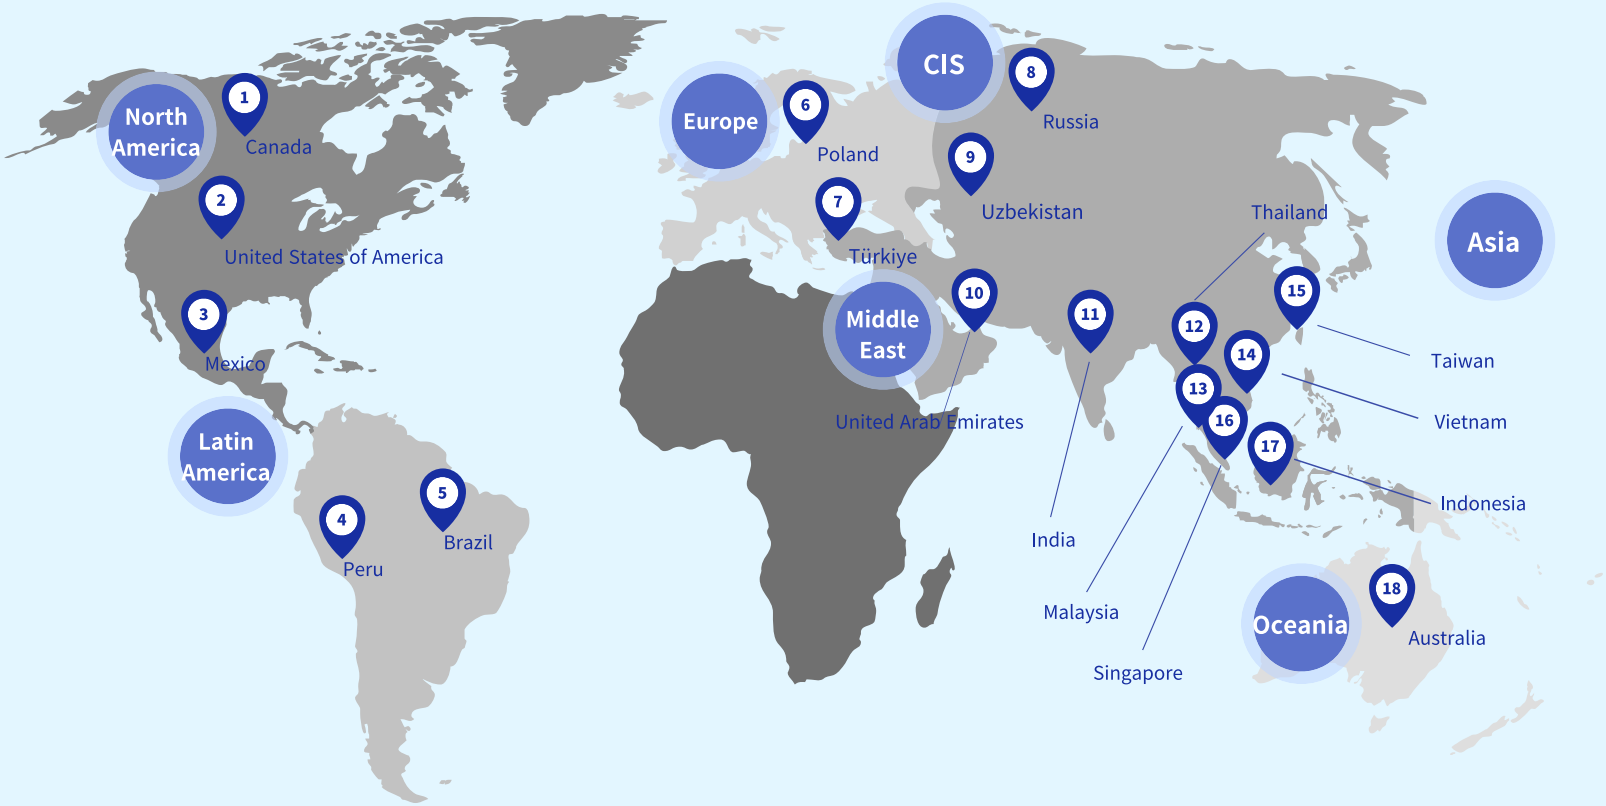 CIS
8
Russia
North
America
1
Canada
Europe
6
Poland
9
Uzbekistan
2
United States of America
7
Türkiye
Thailand
Asia
3
Mexico
Middle
East
10
United Arab Emirates
11
India
12
15
Taiwan
14
Vietnam
13
Malaysia
16
Singapore
17
Indonesia
Latin
America
4
Peru
5
Brazil
Oceania
18
Australia